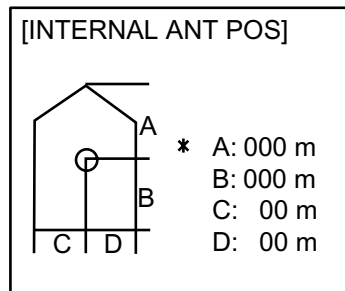 [INTERNAL ANT POS]
A
B
C D
* A: 000 m
B: 000 m
C: 00 m
D: 00 m